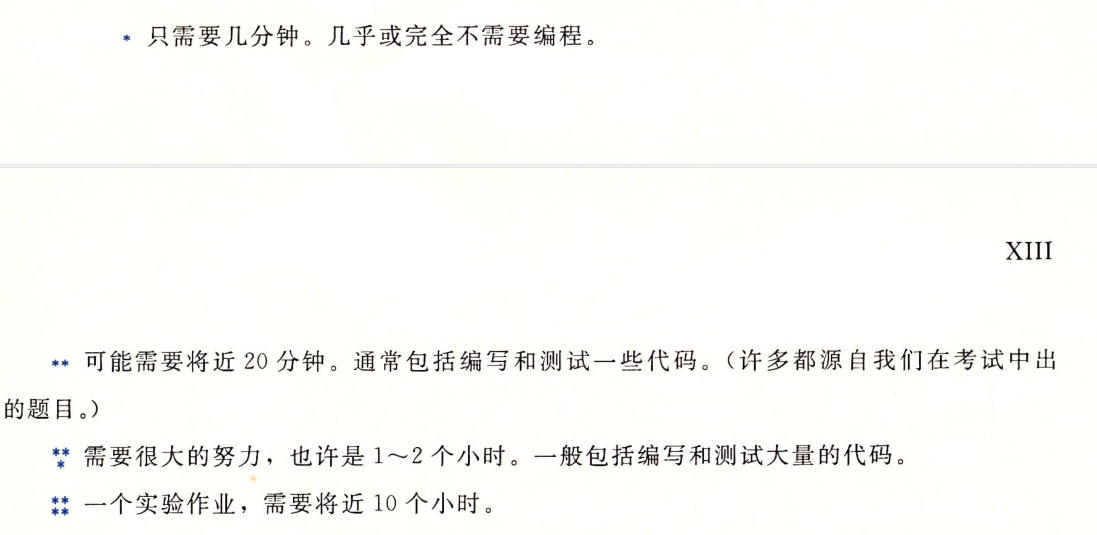 * 只需要几分钟。几乎或完全不需要编程。
XIII
** 可能需要将近 20 分钟。通常包括编写和测试一些代码。(许多都源自我们在考试中出
的题目。)
*** 需要很大的努力，也许是 1～2 个小时。一般包括编写和测试大量的代码。
**** 一个实验作业，需要将近 10 个小时。